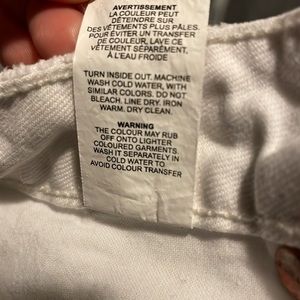 AVERTISSEMENT
LA COULEUR PEUT
DÉTEINDRE SUR
DES VÊTEMENTS PLUS PÂLES.
POUR ÉVITER UN TRANSFER
DE COULEUR, LAVE CE
VÊTEMENT SÉPARÉMENT,
À L'EAU FROIDE
TURN INSIDE OUT. MACHINE
WASH COLD WATER, WITH
SIMILAR COLORS. DO NOT
BLEACH. LINE DRY. IRON
WARM. DRY CLEAN.
WARNING
THE COLOUR MAY RUB
OFF ONTO LIGHTER
COLOURED GARMENTS.
WASH IT SEPARATELY IN
COLD WATER TO
AVOID COLOUR TRANSFER